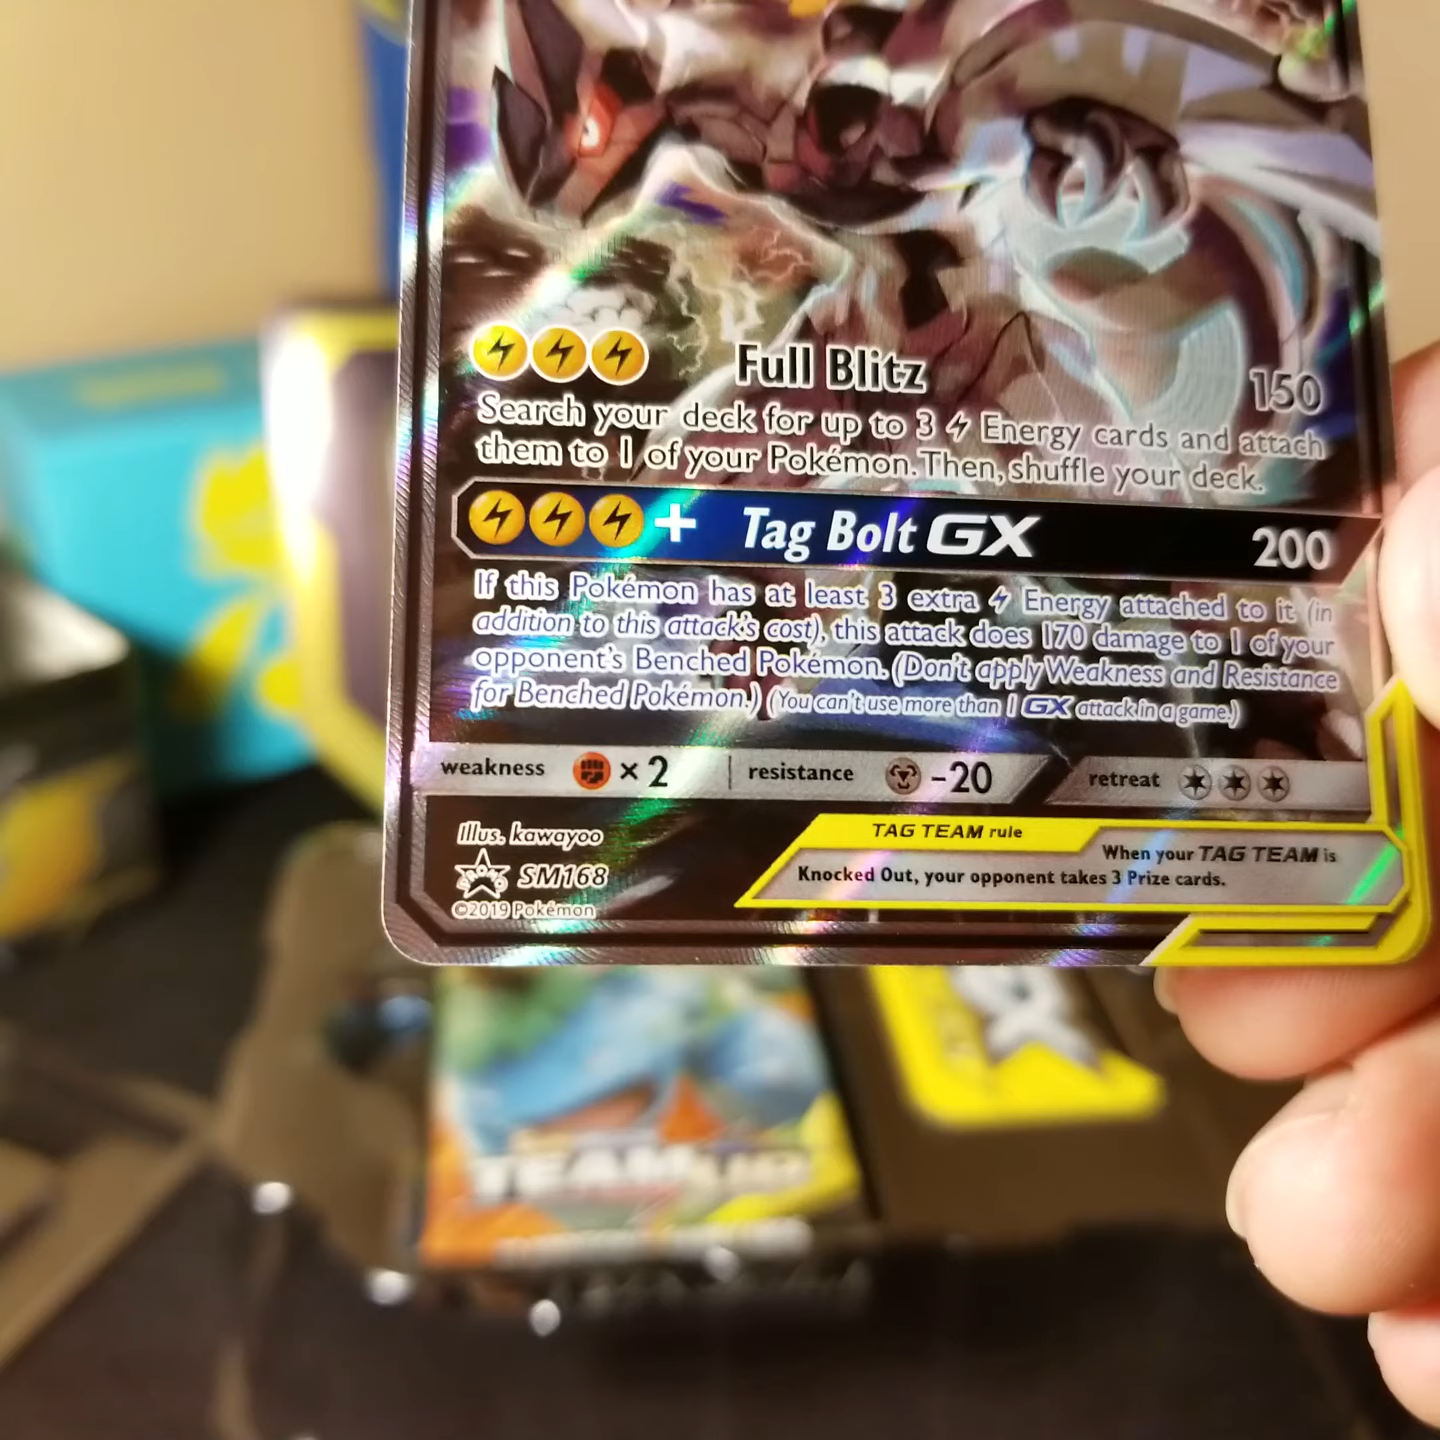 Full Blitz 150
Search your deck for up to 3 Energy cards and attach
them to 1 of your Pokémon. Then, shuffle your deck.
+ Tag Bolt GX 200
If this Pokémon has at least 3 extra Energy attached to it (in
addition to this attack's cost), this attack does 170 damage to 1 of your
opponent's Benched Pokémon. (Don't apply Weakness and Resistance
for Benched Pokémon.) (You can't use more than 1 GX attack in a game.)
weakness ×2 resistance -20 retreat
Illus. kawayoo
SM168
©2019 Pokémon
TAG TEAM rule
When your TAG TEAM is
Knocked Out, your opponent takes 3 Prize cards.
TEAM UP
GX